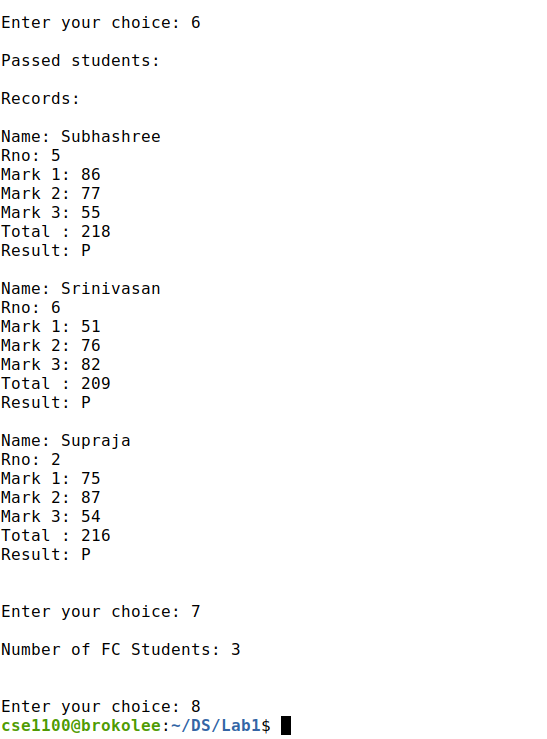 Enter your choice: 6
Passed students:
Records:
Name: Subhashree
Rno: 5
Mark 1: 86
Mark 2: 77
Mark 3: 55
Total : 218
Result: P
Name: Srinivasan
Rno: 6
Mark 1: 51
Mark 2: 76
Mark 3: 82
Total : 209
Result: P
Name: Supraja
Rno: 2
Mark 1: 75
Mark 2: 87
Mark 3: 54
Total : 216
Result: P
Enter your choice: 7
Number of FC Students: 3
Enter your choice: 8
cse1100@brokolee:~/DS/Lab1$